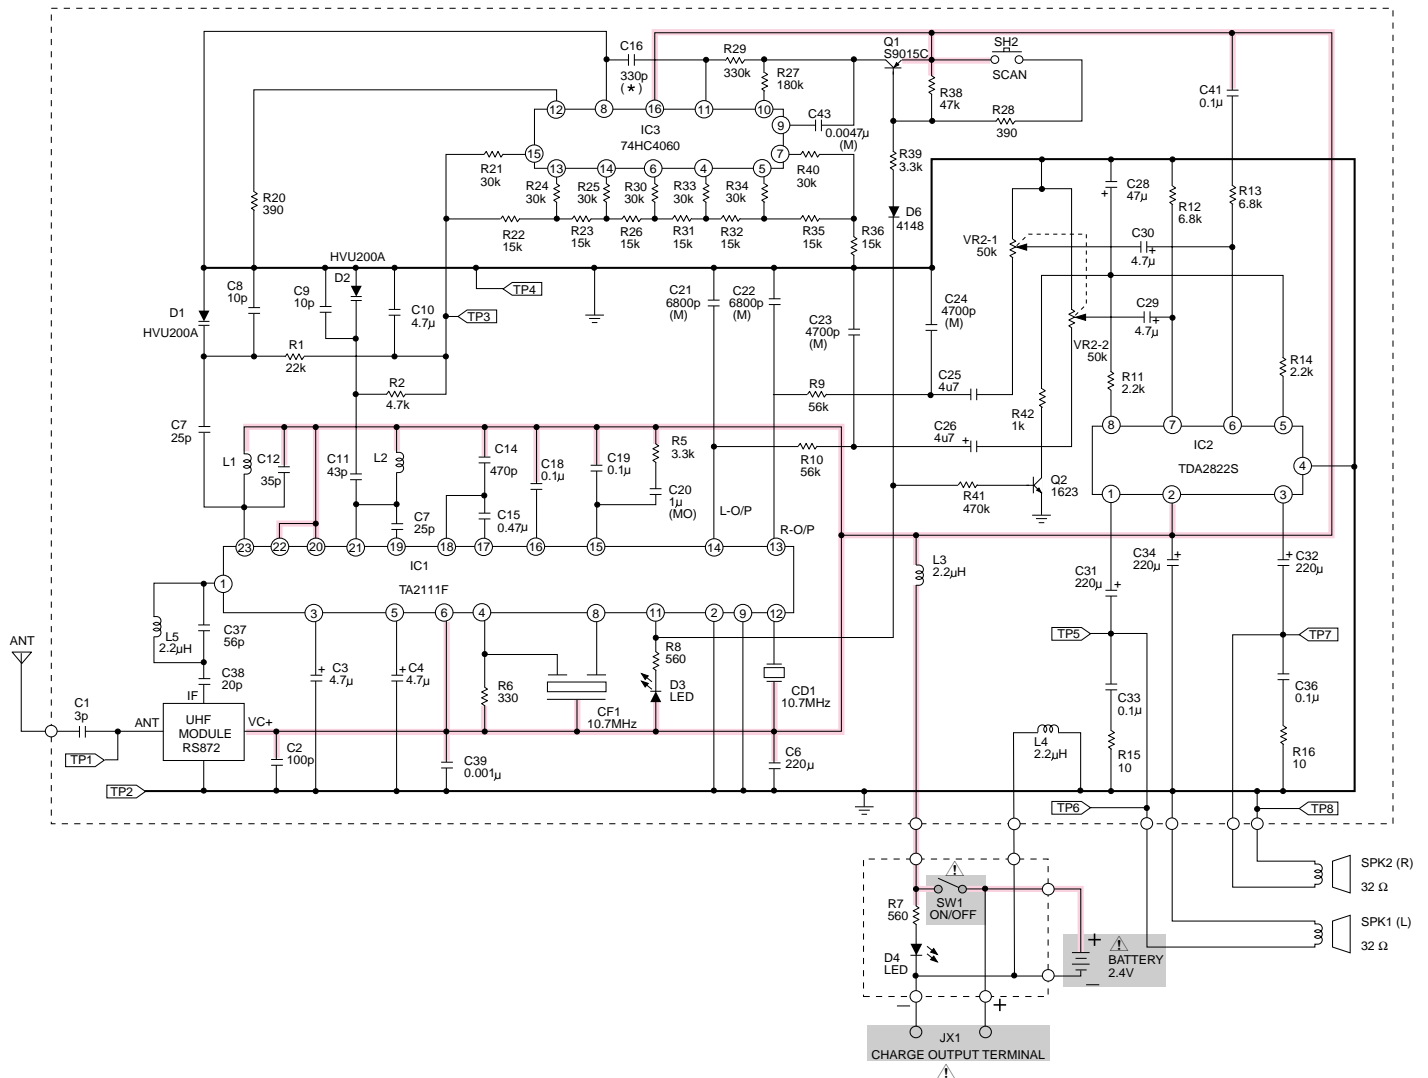 C16
330p
(*)
R29
330k
R27
180k
Q1
S9015C
SH2
SCAN
R38
47k
R28
390
C41
0.1µ
12
8
16
11
10
9
IC3
74HC4060
C43
0.0047µ
(M)
15
7
13
14
6
4
5
R21
30k
R24
30k
R25
30k
R30
30k
R33
30k
R34
30k
R40
30k
R39
3.3k
R20
390
R22
15k
R23
15k
R26
15k
R31
15k
R32
15k
R35
15k
R36
15k
D6
4148
VR2-1
50k
C28
47µ
+
R12
6.8k
R13
6.8k
C30
+
4.7µ
HVU200A
D2
C8
10p
C9
10p
C10
4.7µ
TP4
TP3
D1
HVU200A
C21
6800p
(M)
C22
6800p
(M)
C23
4700p
(M)
C24
4700p
(M)
C29
+
4.7µ
VR2-2
50k
R1
22k
R2
4.7k
R9
56k
C25
4u7
R42
1k
R11
2.2k
R14
2.2k
C7
25p
L1
C12
35p
C11
43p
L2
C7
25p
C14
470p
C15
0.47µ
C18
0.1µ
C19
0.1µ
R5
3.3k
C20
1µ
(MO)
L-O/P
R-O/P
R10
56k
C26
4u7
+
8
7
6
5
IC2
TDA2822S
4
1
2
3
R41
470k
Q2
1623
23
22
20
21
19
18
17
16
15
14
13
IC1
TA2111F
1
3
5
6
4
8
11
2
9
12
L3
2.2µH
C31
220µ
+
C34
220µ
+
C32
220µ
+
ANT
L5
2.2µH
C37
56p
C38
20p
C3
4.7µ
+
C4
4.7µ
+
R6
330
CF1
10.7MHz
R8
560
D3
LED
CD1
10.7MHz
TP5
TP7
C33
0.1µ
C36
0.1µ
C1
3p
ANT
IF
UHF
MODULE
RS872
VC+
C2
100p
C39
0.001µ
C6
220µ
L4
2.2µH
R15
10
R16
10
TP1
TP2
TP6
TP8
SPK2 (R)
32 Ω
R7
560
SW1
ON/OFF
SPK1 (L)
32 Ω
D4
LED
+
BATTERY
2.4V
−
−
+
JX1
CHARGE OUTPUT TERMINAL